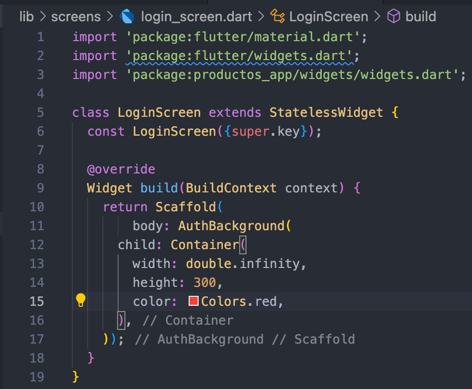 lib > screens > login_screen.dart > LoginScreen > build
1 import 'package:flutter/material.dart';
2 import 'package:flutter/widgets.dart';
3 import 'package:productos_app/widgets/widgets.dart';
4
5 class LoginScreen extends StatelessWidget {
6   const LoginScreen({super.key});
7
8   @override
9   Widget build(BuildContext context) {
10     return Scaffold(
11         body: AuthBackground(
12       child: Container(
13         width: double.infinity,
14         height: 300,
15         color: Colors.red,
16       ), // Container
17     )); // AuthBackground // Scaffold
18   }
19 }